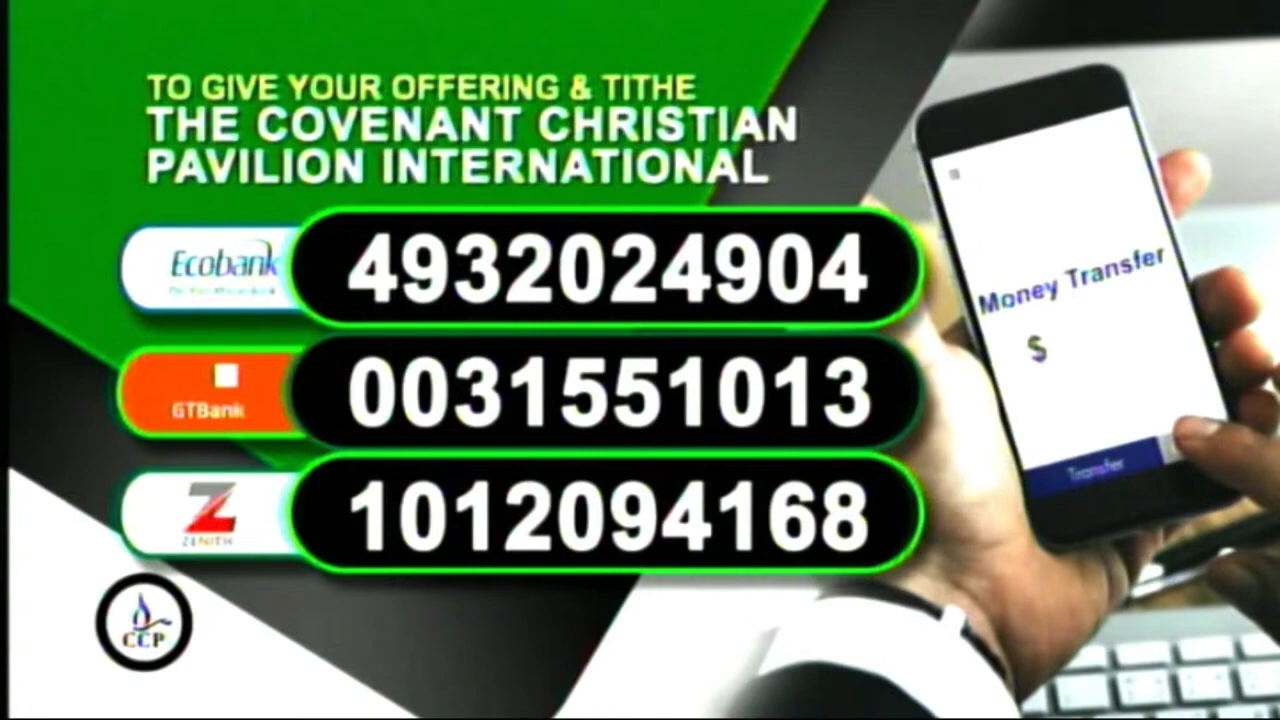 TO GIVE YOUR OFFERING & TITHE
THE COVENANT CHRISTIAN
PAVILION INTERNATIONAL
Ecobank
4932024904
GTBank
0031551013
ZENITH
1012094168
CCP
Money Transfer
$
Transfer